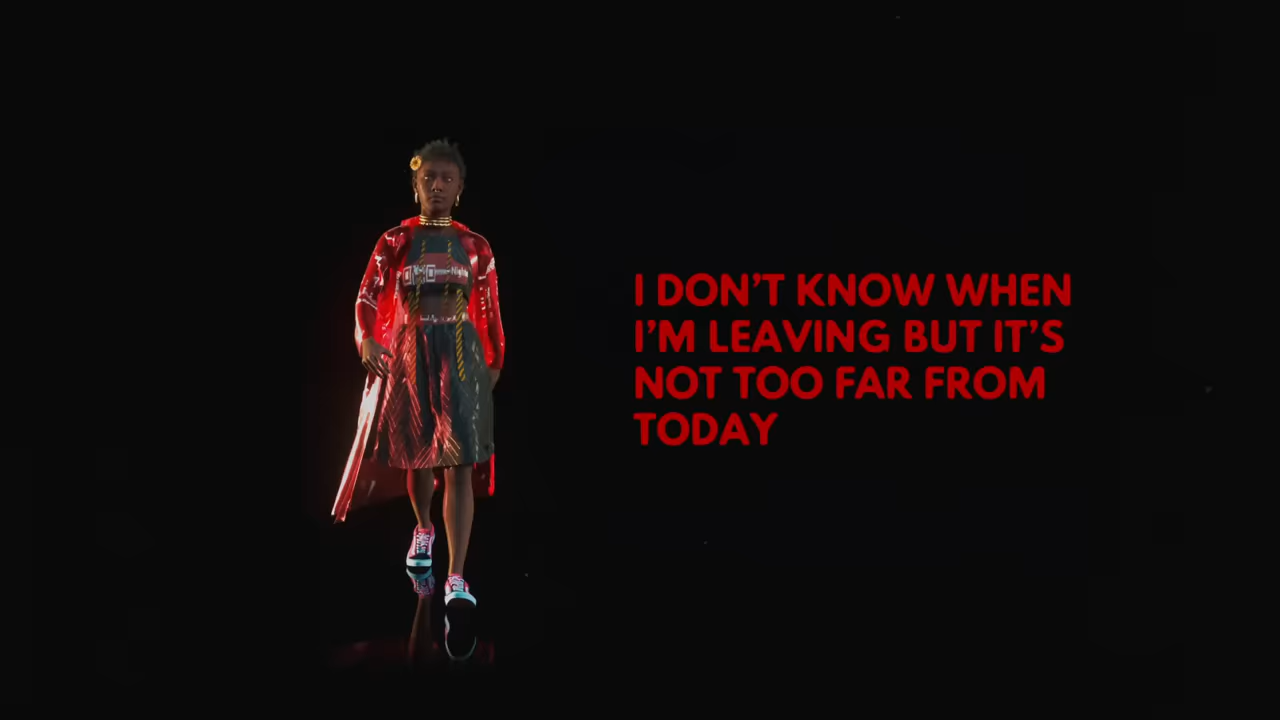 I DON'T KNOW WHEN
I'M LEAVING BUT IT'S
NOT TOO FAR FROM
TODAY